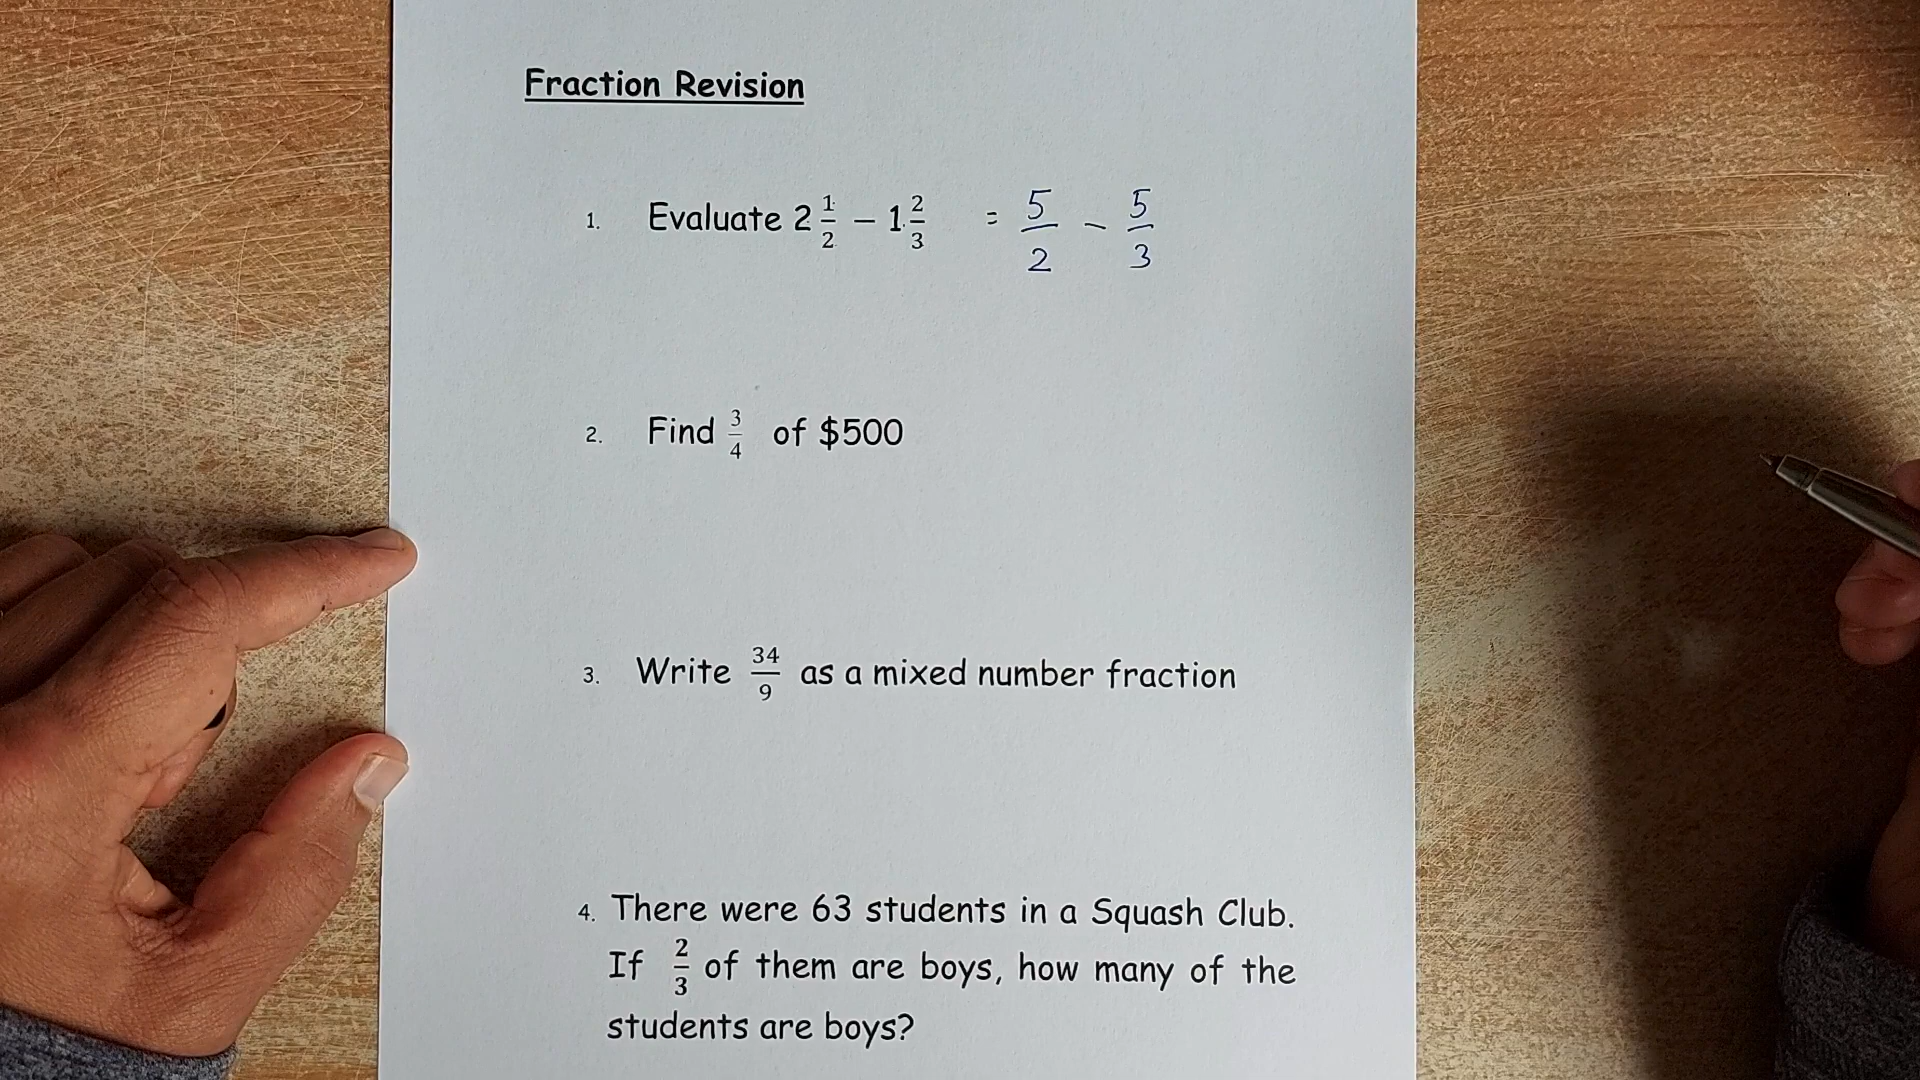 Fraction Revision
1. Evaluate 2 1/2 − 1 2/3 = 5/2 − 5/3
2. Find 3/4 of $500
3. Write 34/9 as a mixed number fraction
4. There were 63 students in a Squash Club.
If 2/3 of them are boys, how many of the
students are boys?